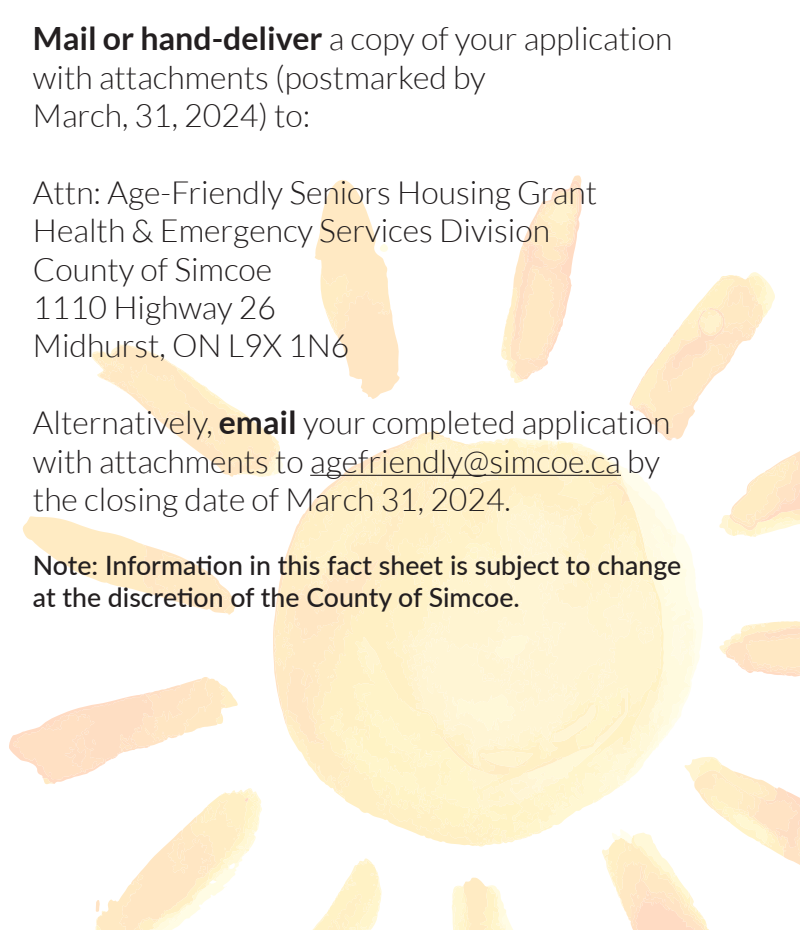 Mail or hand-deliver a copy of your application
with attachments (postmarked by
March, 31, 2024) to:
Attn: Age-Friendly Seniors Housing Grant
Health & Emergency Services Division
County of Simcoe
1110 Highway 26
Midhurst, ON L9X 1N6
Alternatively, email your completed application
with attachments to agefriendly@simcoe.ca by
the closing date of March 31, 2024.
Note: Information in this fact sheet is subject to change
at the discretion of the County of Simcoe.